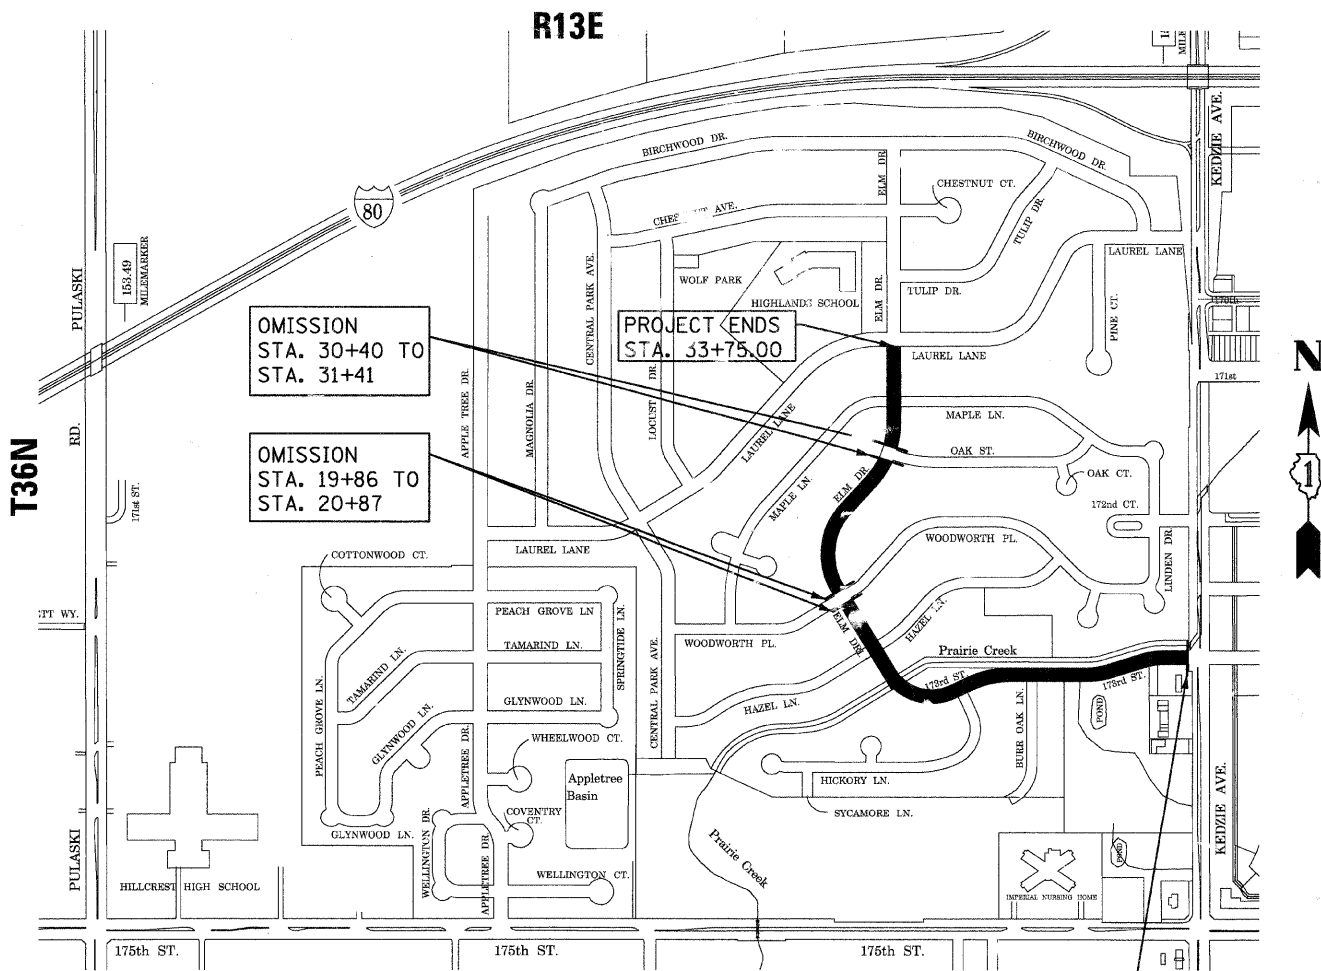 R13E
T36N
N
1
80
153.49
MILEMARKER
PULASKI
RD.
PULASKI
KEDZIE AVE.
KEDZIE AVE.
BIRCHWOOD DR.
BIRCHWOOD DR.
ELM DR.
CHESTNUT CT.
AVE.
TULIP DR.
LAUREL LANE
WOLF PARK
HIGHLANDS SCHOOL
ELM DR.
TULIP DR.
CENTRAL PARK AVE.
PINE CT.
170th
OMISSION
STA. 30+40 TO
STA. 31+41
PROJECT ENDS
STA. 33+75.00
LAUREL LANE
171st
APPLE TREE DR.
MAGNOLIA DR.
LOCUST DR.
LAUREL LANE
MAPLE LN.
OMISSION
STA. 19+86 TO
STA. 20+87
OAK ST.
OAK CT.
ELM DR.
MAPLE LN.
172nd CT.
171st ST.
WOODWORTH PL.
LINDEN DR.
LAUREL LANE
COTTONWOOD CT.
TT WY.
PEACH GROVE LN
SPRINGTIDE LN.
TAMARIND LN.
TAMARIND LN.
WOODWORTH PL.
ELM DR.
HAZEL LN.
Prairie Creek
173rd ST.
173rd ST.
PEACH GROVE LN.
GLYNWOOD LN.
GLYNWOOD LN.
CENTRAL PARK AVE.
HAZEL LN.
BURR OAK LN.
POND
WHEELWOOD CT.
APPLETREE DR.
Appletree
Basin
HICKORY LN.
SYCAMORE LN.
COVENTRY
CT.
GLYNWOOD LN.
WELLINGTON DR.
APPLETREE DR.
WELLINGTON CT.
Prairie Creek
POND
IMPERIAL NURSING HOME
HILLCREST HIGH SCHOOL
175th ST.
175th ST.
175th ST.